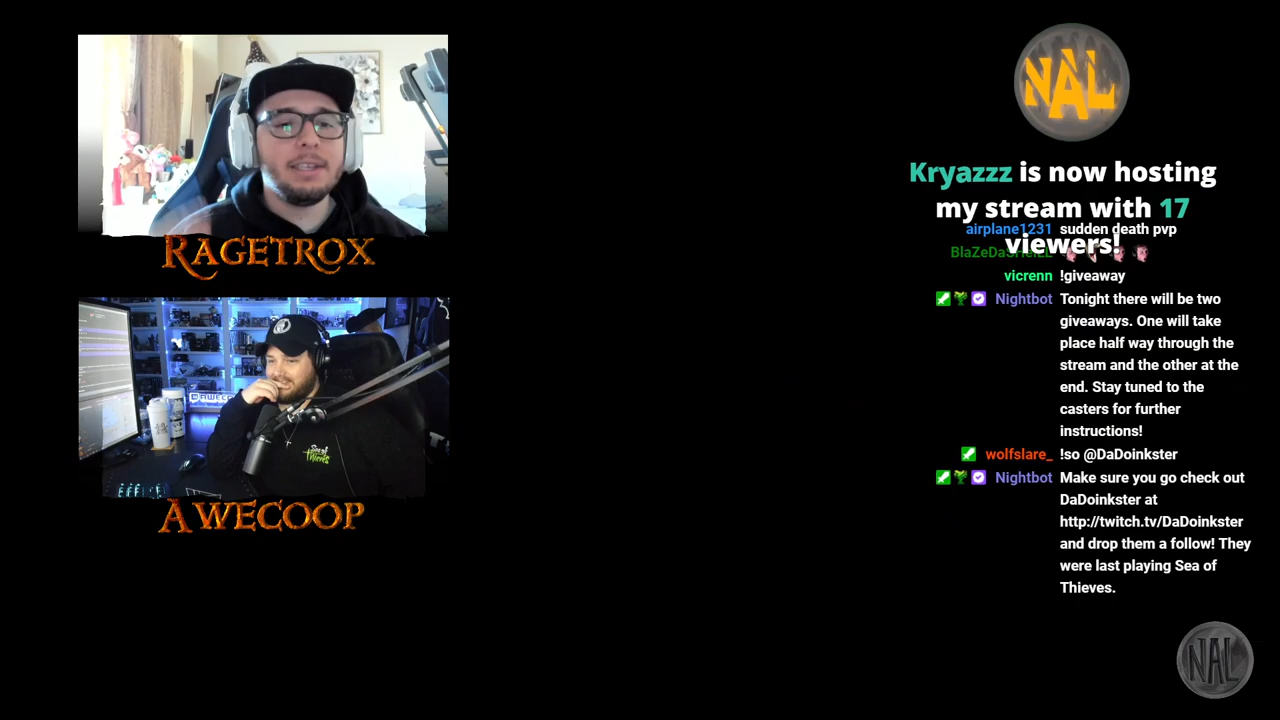 NAL
Kryazzz is now hosting
my stream with 17
viewers!
airplane1231 sudden death pvp
vicrenn !giveaway
Nightbot Tonight there will be two
giveaways. One will take
place half way through the
stream and the other at the
end. Stay tuned to the
casters for further
instructions!
wolfslare_ !so @DaDoinkster
Nightbot Make sure you go check out
DaDoinkster at
http://twitch.tv/DaDoinkster
and drop them a follow! They
were last playing Sea of
Thieves.
RAGETROX
Sea of
Thieves
AWECOOP
NAL